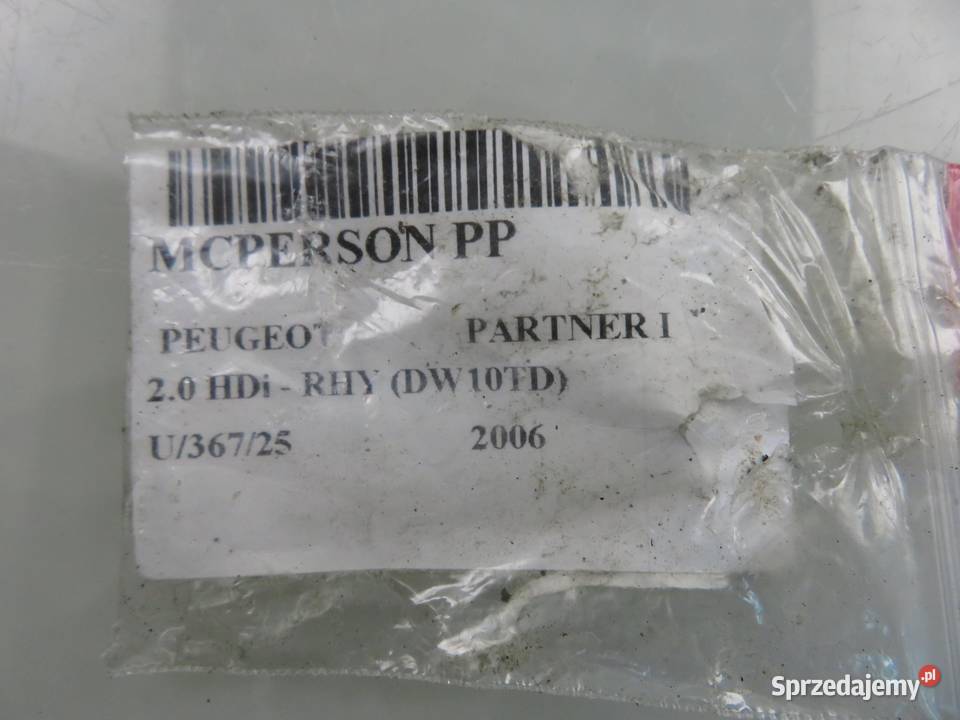 MCPERSON PP
PEUGEOT PARTNER I
2.0 HDi - RHY (DW10TD)
U/367/25 2006
Sprzedajemy.pl